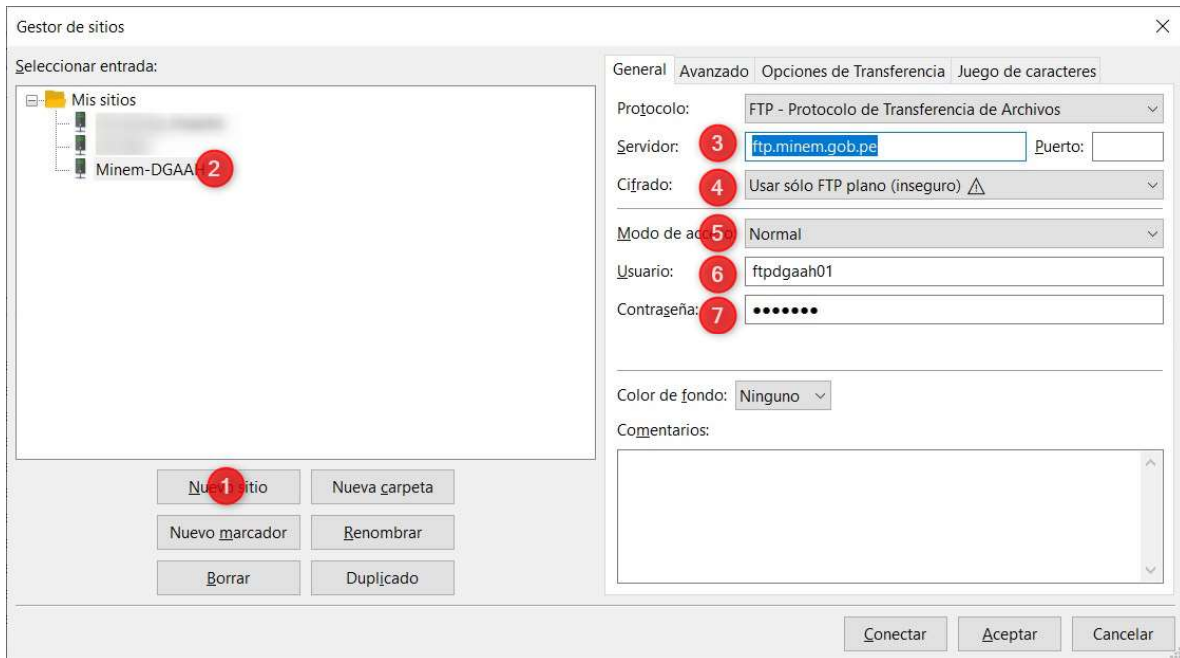 Gestor de sitios
Seleccionar entrada:
Mis sitios
Minem-DGAAH 2
1
Nuevo sitio
Nueva carpeta
Nuevo marcador
Renombrar
Borrar
Duplicado
General Avanzado Opciones de Transferencia Juego de caracteres
Protocolo: FTP - Protocolo de Transferencia de Archivos
Servidor: 3 ftp.minem.gob.pe Puerto:
Cifrado: 4 Usar sólo FTP plano (inseguro)
Modo de acceso 5 Normal
Usuario: 6 ftpdgaah01
Contraseña: 7 •••••••
Color de fondo: Ninguno
Comentarios:
Conectar Aceptar Cancelar